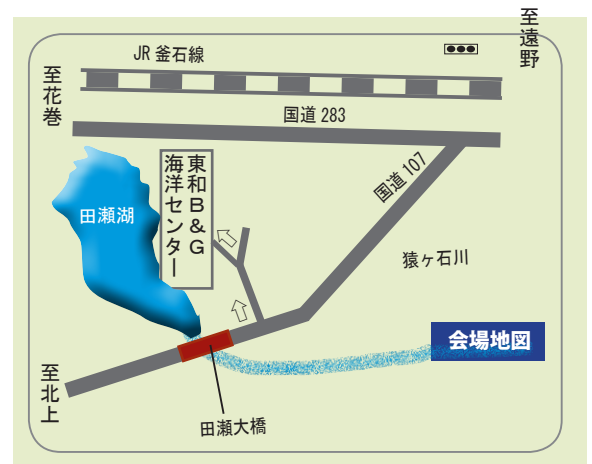 至遠野
JR 釜石線
至花巻
国道 283
国道 107
東和B&G
海洋センター
田瀬湖
猿ヶ石川
会場地図
至北上
田瀬大橋